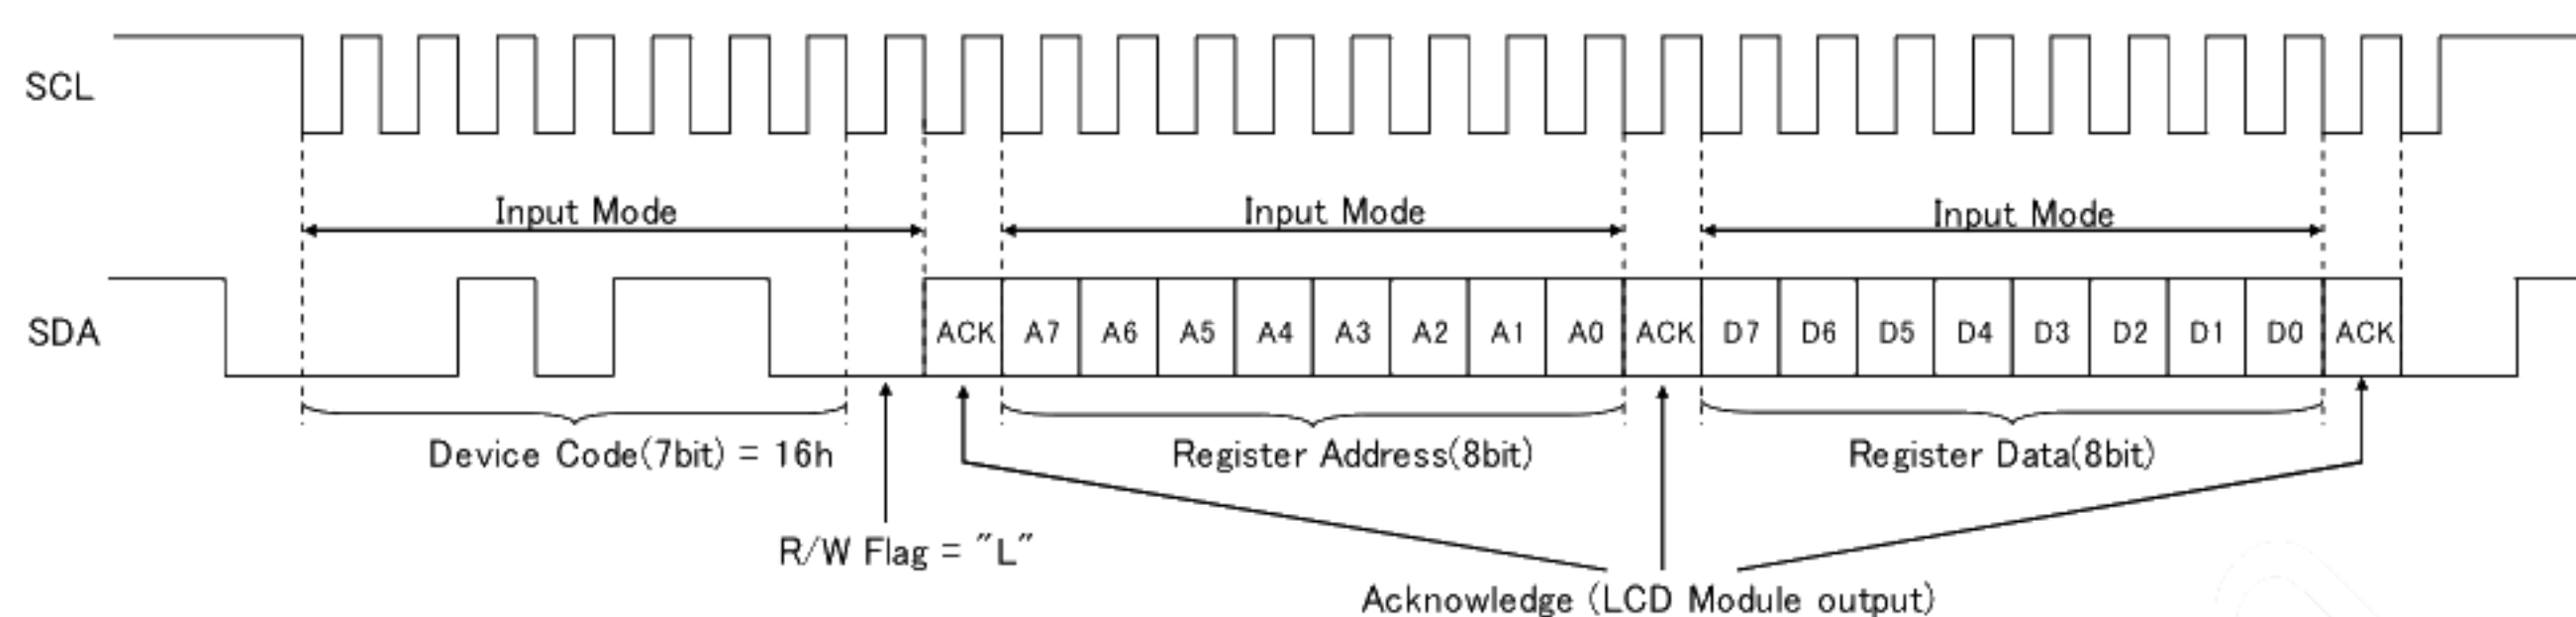 SCL
Input Mode Input Mode Input Mode
SDA ACK A7 A6 A5 A4 A3 A2 A1 A0 ACK D7 D6 D5 D4 D3 D2 D1 D0 ACK
Device Code(7bit) = 16h Register Address(8bit) Register Data(8bit)
R/W Flag = "L"
Acknowledge (LCD Module output)